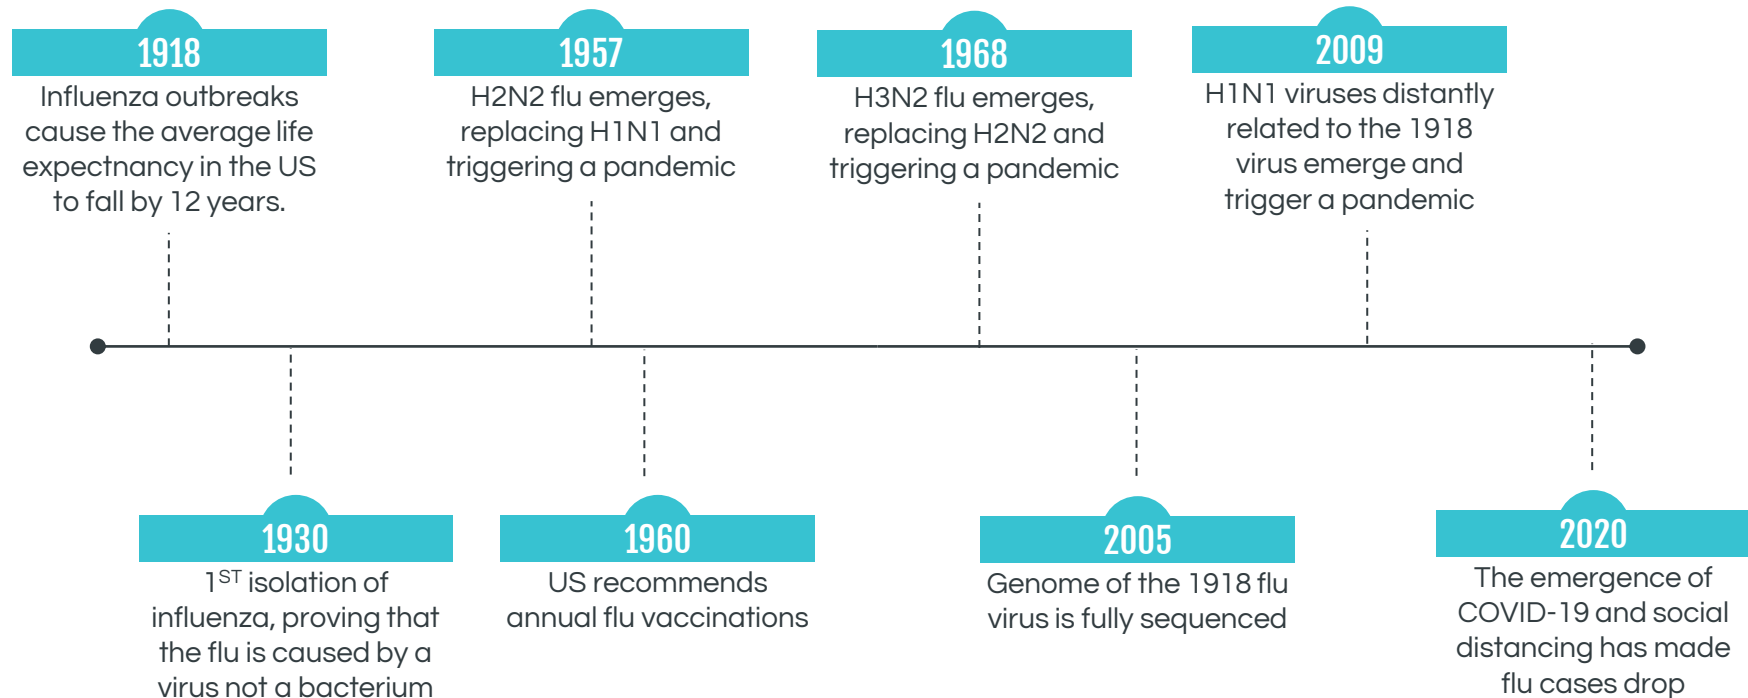 1918
Influenza outbreaks
cause the average life
expectnancy in the US
to fall by 12 years.
1957
H2N2 flu emerges,
replacing H1N1 and
triggering a pandemic
1968
H3N2 flu emerges,
replacing H2N2 and
triggering a pandemic
2009
H1N1 viruses distantly
related to the 1918
virus emerge and
trigger a pandemic
1930
1ST isolation of
influenza, proving that
the flu is caused by a
virus not a bacterium
1960
US recommends
annual flu vaccinations
2005
Genome of the 1918 flu
virus is fully sequenced
2020
The emergence of
COVID-19 and social
distancing has made
flu cases drop